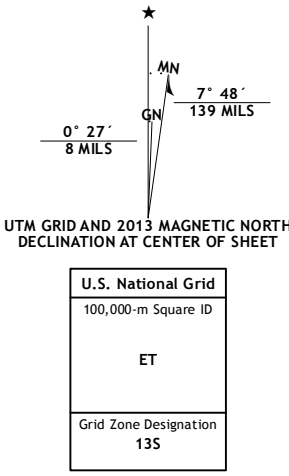 ★
MN
7° 48´
139 MILS
GN
0° 27´
8 MILS
UTM GRID AND 2013 MAGNETIC NORTH
DECLINATION AT CENTER OF SHEET
U.S. National Grid
100,000-m Square ID
ET
Grid Zone Designation
13S